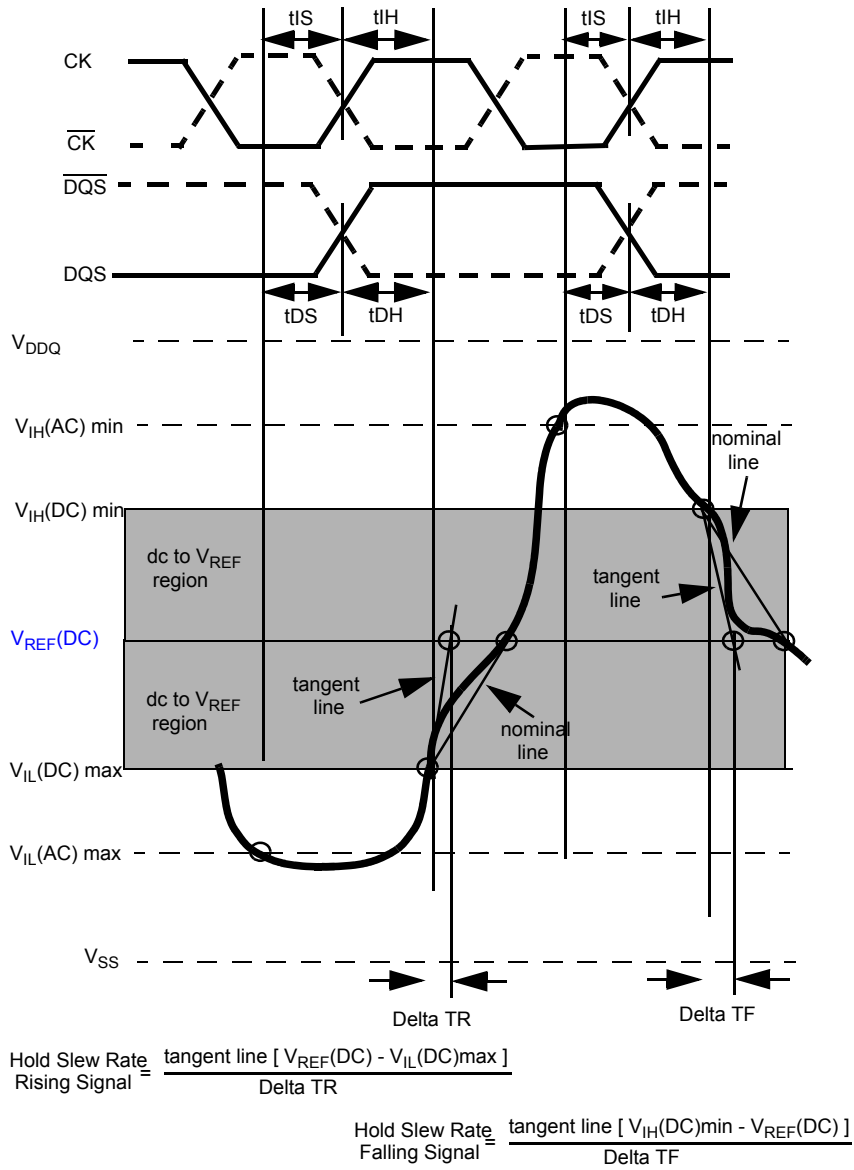 tIS tIH tIS tIH
CK
CK
DQS
DQS
tDS tDH tDS tDH
VDDQ
VIH(AC) min
nominal
line
VIH(DC) min
dc to VREF
region
tangent
line
VREF(DC)
dc to VREF
region
tangent
line
nominal
line
VIL(DC) max
VIL(AC) max
VSS
Delta TR Delta TF
Hold Slew Rate
Rising Signal = tangent line [ VREF(DC) - VIL(DC)max ]
Delta TR
Hold Slew Rate
Falling Signal = tangent line [ VIH(DC)min - VREF(DC) ]
Delta TF